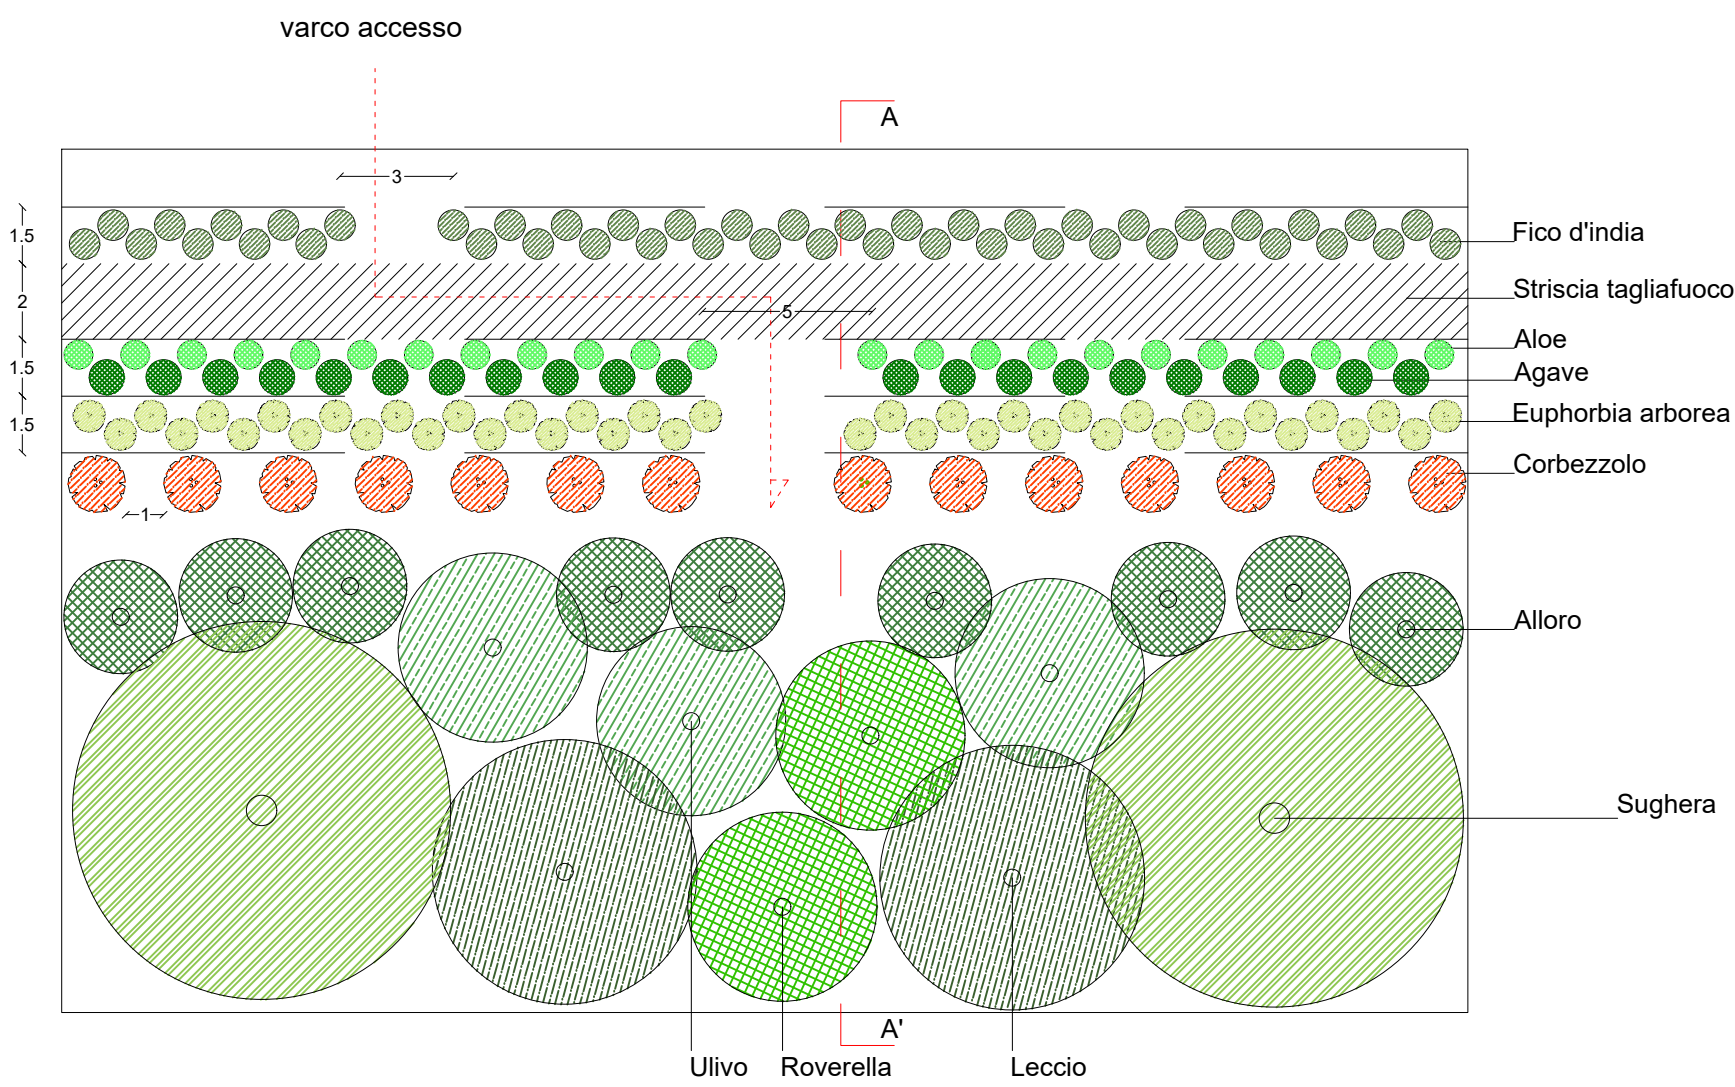 varco accesso
A
3
1.5
Fico d'india
2
Striscia tagliafuoco
5
Aloe
1.5
Agave
1.5
Euphorbia arborea
Corbezzolo
1
Alloro
Sughera
A'
Ulivo
Roverella
Leccio